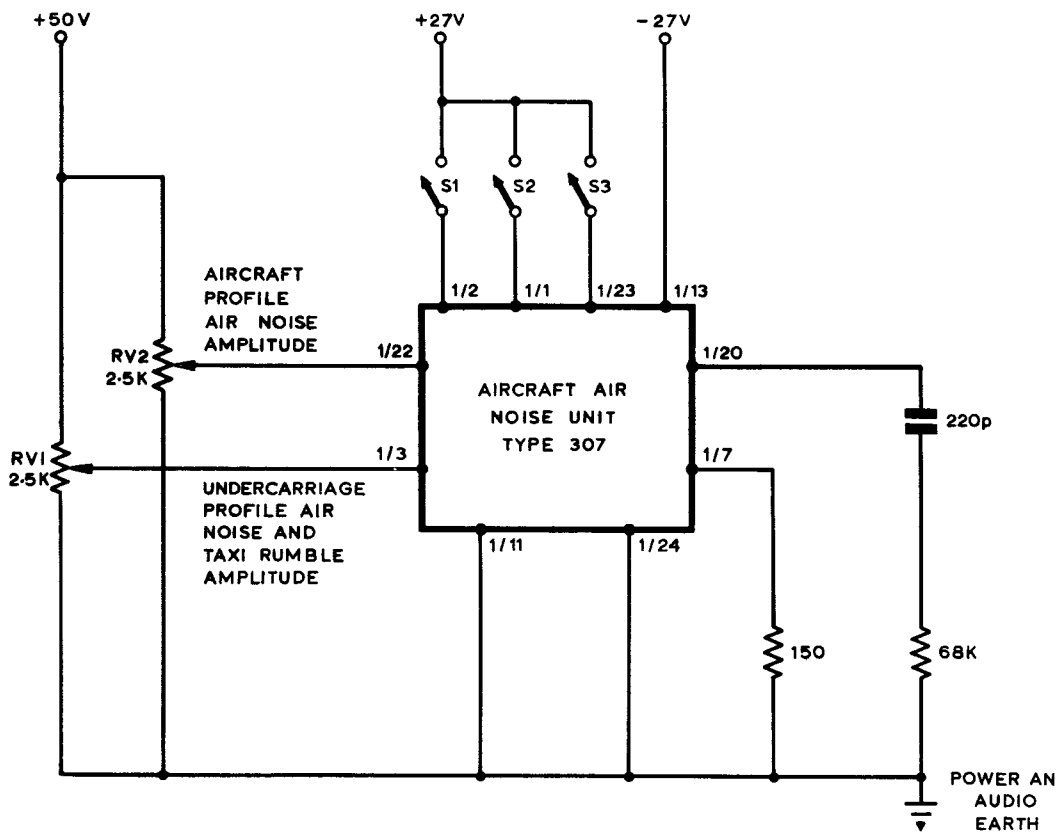 +50V
+27V
-27V
S1
S2
S3
1/2
1/1
1/23
1/13
AIRCRAFT
PROFILE
AIR NOISE
AMPLITUDE
RV2
2·5K
1/22
1/20
AIRCRAFT AIR
NOISE UNIT
TYPE 307
220p
RV1
2·5K
1/3
1/7
UNDERCARRIAGE
PROFILE AIR
NOISE AND
TAXI RUMBLE
AMPLITUDE
1/11
1/24
150
68K
POWER AN
AUDIO
EARTH